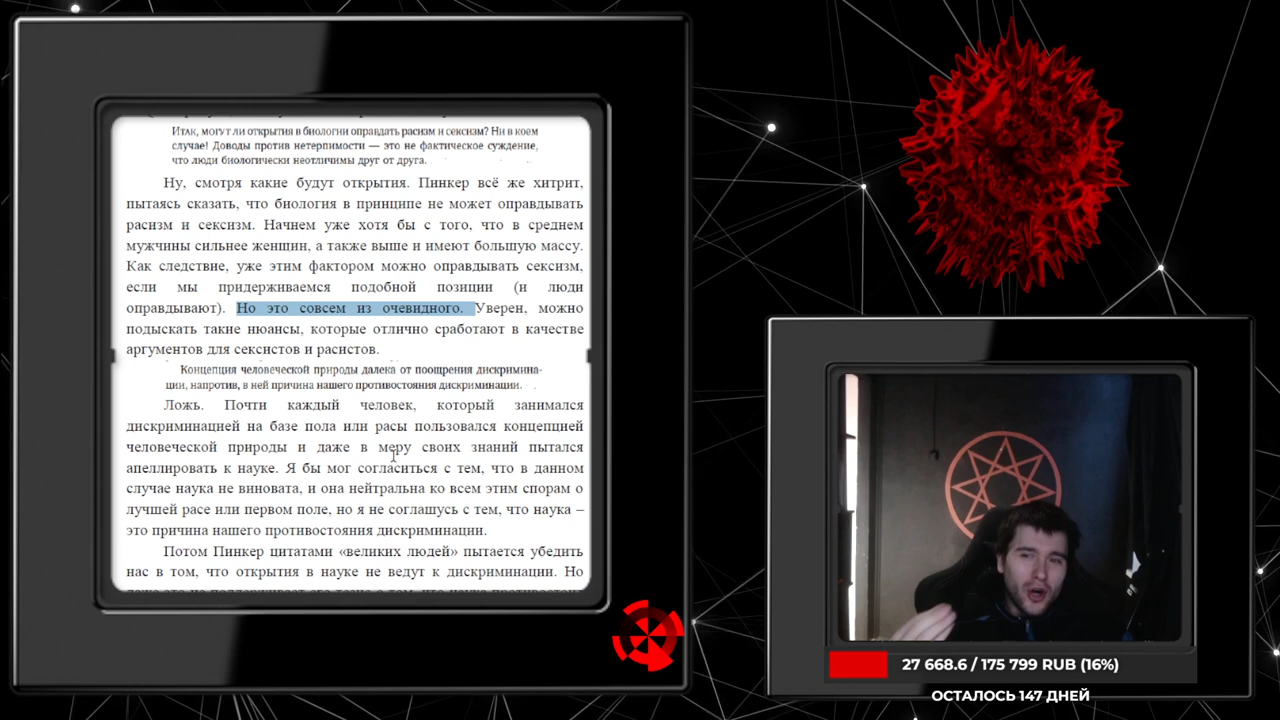 Итак, могут ли открытия в биологии оправдать расизм и сексизм? Ни в коем
случае! Доводы против нетерпимости — это не фактическое суждение,
что люди биологически неотличимы друг от друга.
Ну, смотря какие будут открытия. Пинкер всё же хитрит,
пытаясь сказать, что биология в принципе не может оправдывать
расизм и сексизм. Начнем уже хотя бы с того, что в среднем
мужчины сильнее женщин, а также выше и имеют большую массу.
Как следствие, уже этим фактором можно оправдывать сексизм,
если мы придерживаемся подобной позиции (и люди
оправдывают). Но это совсем из очевидного. Уверен, можно
подыскать такие нюансы, которые отлично сработают в качестве
аргументов для сексистов и расистов.
Концепция человеческой природы далека от поощрения дискримина-
ции, напротив, в ней причина нашего противостояния дискриминации.
Ложь. Почти каждый человек, который занимался
дискриминацией на базе пола или расы пользовался концепцией
человеческой природы и даже в меру своих знаний пытался
апеллировать к науке. Я бы мог согласиться с тем, что в данном
случае наука не виновата, и она нейтральна ко всем этим спорам о
лучшей расе или первом поле, но я не соглашусь с тем, что наука –
это причина нашего противостояния дискриминации.
Потом Пинкер цитатами «великих людей» пытается убедить
нас в том, что открытия в науке не ведут к дискриминации. Но
27 668.6 / 175 799 RUB (16%)
ОСТАЛОСЬ 147 ДНЕЙ